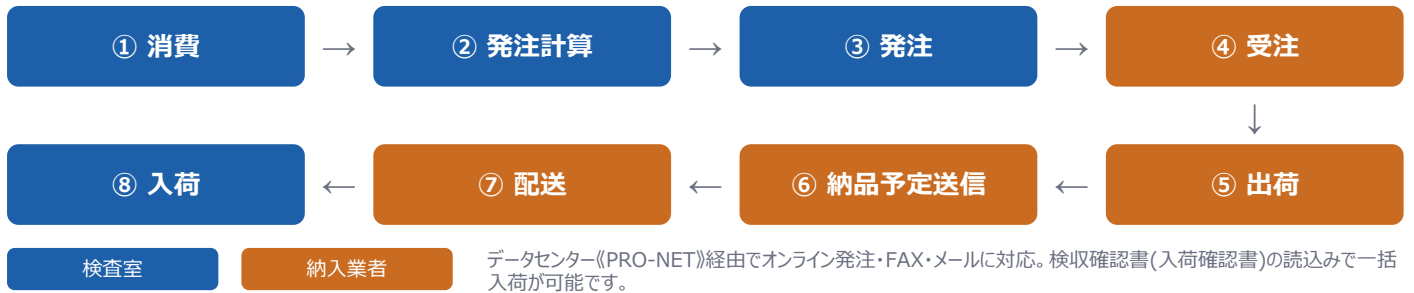 ① 消費
→
② 発注計算
→
③ 発注
→
④ 受注
↓
⑧ 入荷
←
⑦ 配送
←
⑥ 納品予定送信
←
⑤ 出荷
検査室
納入業者
データセンター《PRO-NET》経由でオンライン発注・FAX・メールに対応。検収確認書(入荷確認書)の読込みで一括
入荷が可能です。